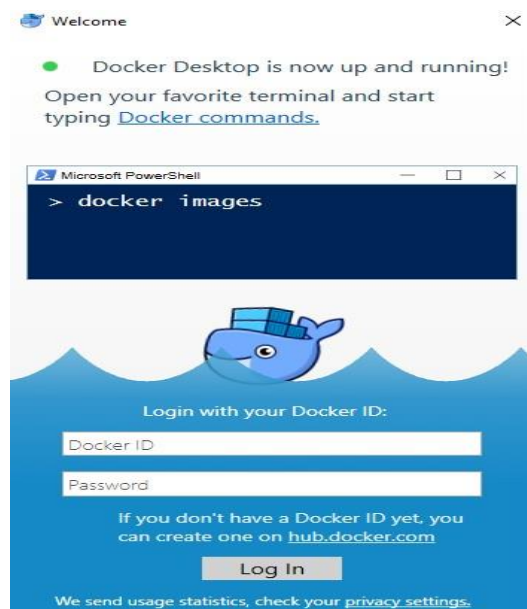 Welcome
Docker Desktop is now up and running!
Open your favorite terminal and start
typing Docker commands.
Microsoft PowerShell
> docker images
Login with your Docker ID:
Docker ID
Password
If you don't have a Docker ID yet, you
can create one on hub.docker.com
Log In
We send usage statistics, check your privacy settings.